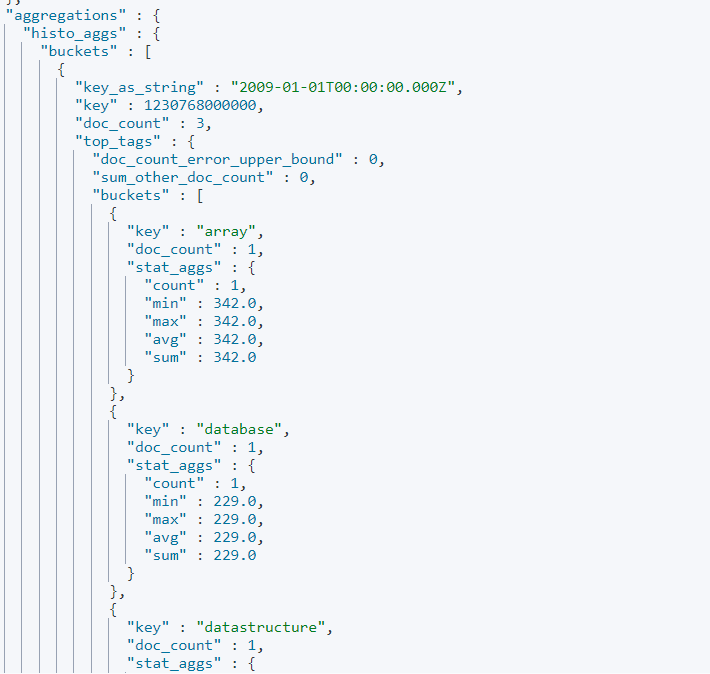 "aggregations" : {
"histo_aggs" : {
"buckets" : [
{
"key_as_string" : "2009-01-01T00:00:00.000Z",
"key" : 1230768000000,
"doc_count" : 3,
"top_tags" : {
"doc_count_error_upper_bound" : 0,
"sum_other_doc_count" : 0,
"buckets" : [
{
"key" : "array",
"doc_count" : 1,
"stat_aggs" : {
"count" : 1,
"min" : 342.0,
"max" : 342.0,
"avg" : 342.0,
"sum" : 342.0
}
},
{
"key" : "database",
"doc_count" : 1,
"stat_aggs" : {
"count" : 1,
"min" : 229.0,
"max" : 229.0,
"avg" : 229.0,
"sum" : 229.0
}
},
{
"key" : "datastructure",
"doc_count" : 1,
"stat_aggs" : {